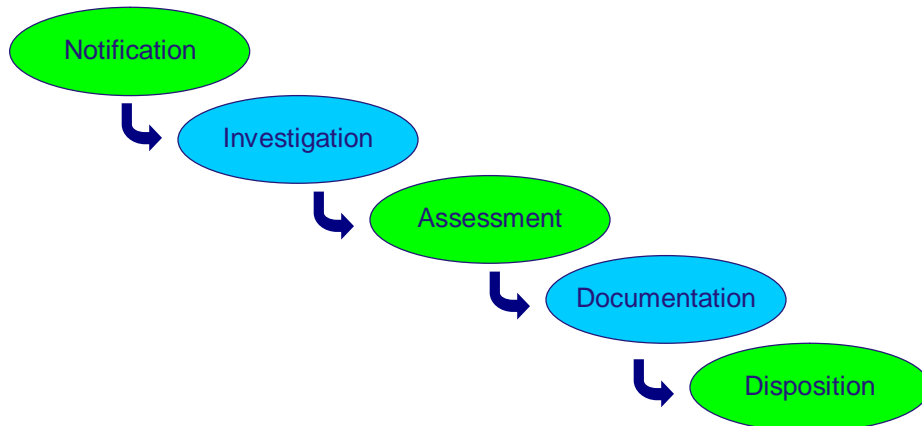 Notification
Investigation
Assessment
Documentation
Disposition